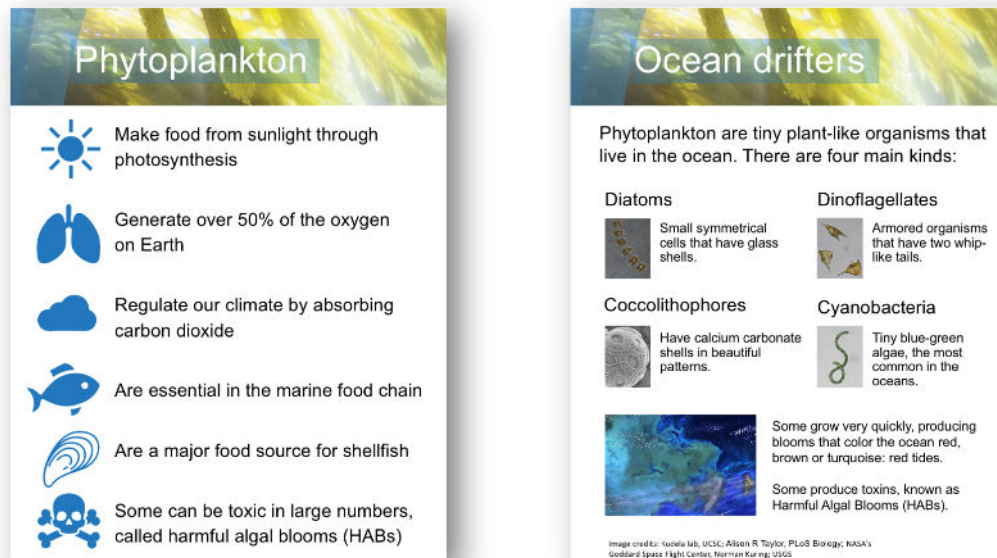 Phytoplankton
Make food from sunlight through
photosynthesis
Generate over 50% of the oxygen
on Earth
Regulate our climate by absorbing
carbon dioxide
Are essential in the marine food chain
Are a major food source for shellfish
Some can be toxic in large numbers,
called harmful algal blooms (HABs)
Ocean drifters
Phytoplankton are tiny plant-like organisms that
live in the ocean. There are four main kinds:
Diatoms
Small symmetrical
cells that have glass
shells.
Dinoflagellates
Armored organisms
that have two whip-
like tails.
Coccolithophores
Have calcium carbonate
shells in beautiful
patterns.
Cyanobacteria
Tiny blue-green
algae, the most
common in the
oceans.
Some grow very quickly, producing
blooms that color the ocean red,
brown or turquoise: red tides.
Some produce toxins, known as
Harmful Algal Blooms (HABs).
Image credits: Kudela lab, UCSC; Alison R Taylor, PLoS Biology; NASA's
Goddard Space Flight Center, Norman Kuring; USGS